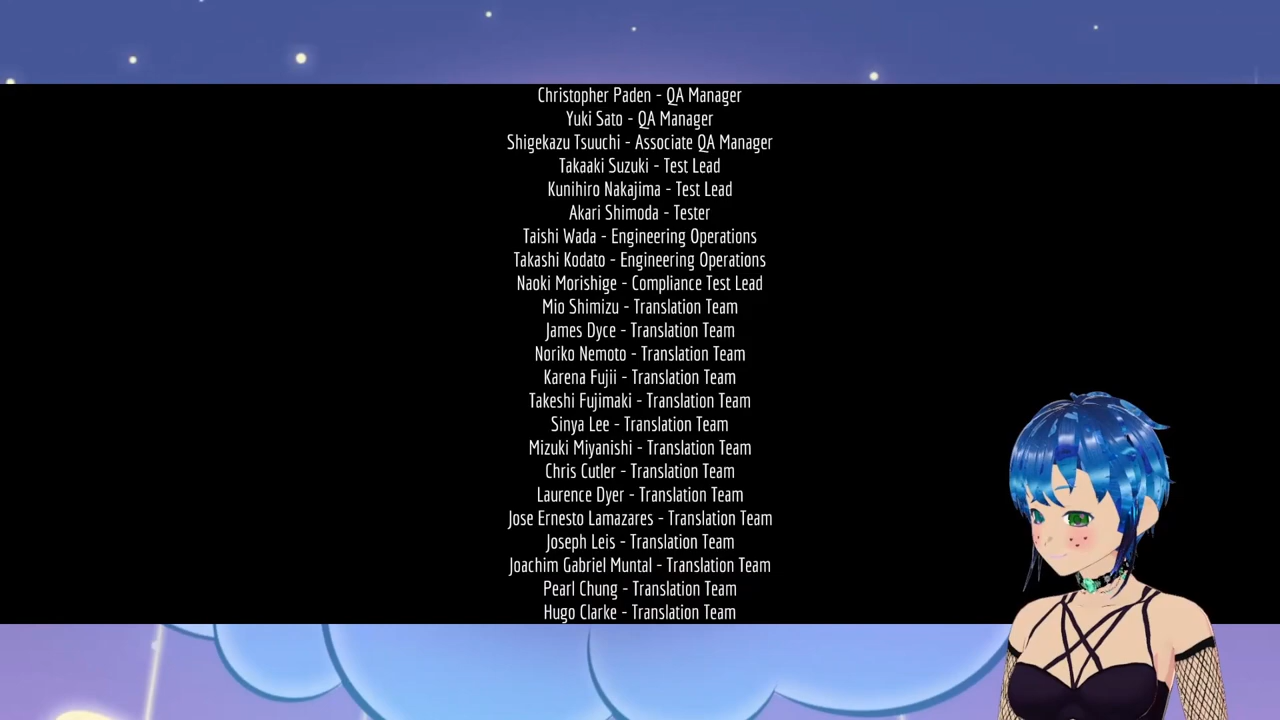 Christopher Paden - QA Manager
Yuki Sato - QA Manager
Shigekazu Tsuuchi - Associate QA Manager
Takaaki Suzuki - Test Lead
Kunihiro Nakajima - Test Lead
Akari Shimoda - Tester
Taishi Wada - Engineering Operations
Takashi Kodato - Engineering Operations
Naoki Morishige - Compliance Test Lead
Mio Shimizu - Translation Team
James Dyce - Translation Team
Noriko Nemoto - Translation Team
Karena Fujii - Translation Team
Takeshi Fujimaki - Translation Team
Sinya Lee - Translation Team
Mizuki Miyanishi - Translation Team
Chris Cutler - Translation Team
Laurence Dyer - Translation Team
Jose Ernesto Lamazares - Translation Team
Joseph Leis - Translation Team
Joachim Gabriel Muntal - Translation Team
Pearl Chung - Translation Team
Hugo Clarke - Translation Team